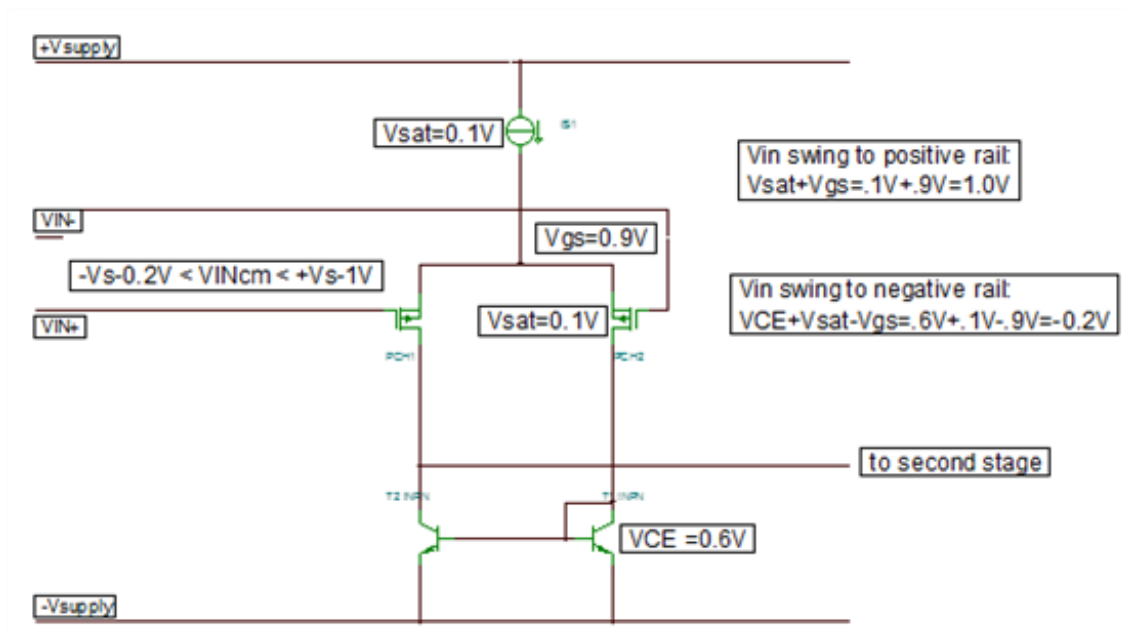 +Vsupply
Vsat=0.1V
IS1
Vin swing to positive rail:
Vsat+Vgs=.1V+.9V=1.0V
VIN-
Vgs=0.9V
-Vs-0.2V < VINcm < +Vs-1V
Vin swing to negative rail:
VCE+Vsat-Vgs=.6V+.1V-.9V=-0.2V
VIN+
Vsat=0.1V
PCH1
PCH2
to second stage
T2 !NPN
T1 !NPN
VCE =0.6V
-Vsupply